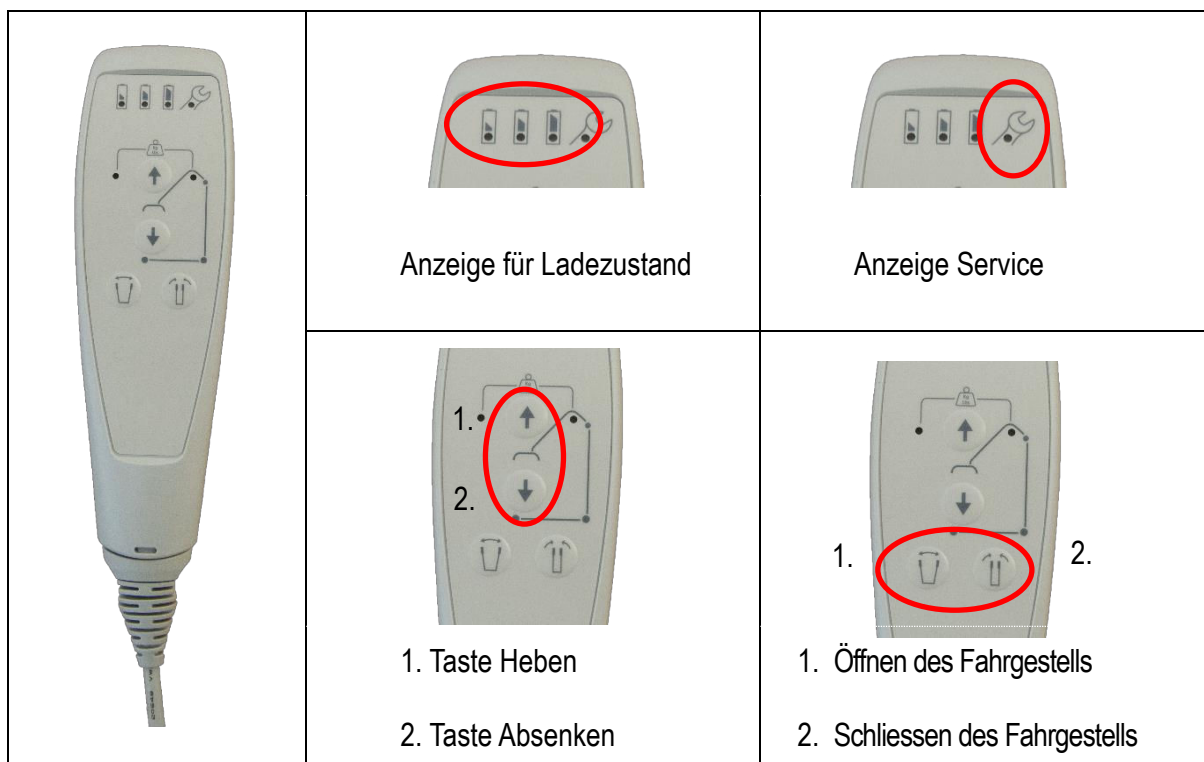 Anzeige für Ladezustand
Anzeige Service
1.
2.
1. Taste Heben
2. Taste Absenken
1.
2.
1. Öffnen des Fahrgestells
2. Schliessen des Fahrgestells